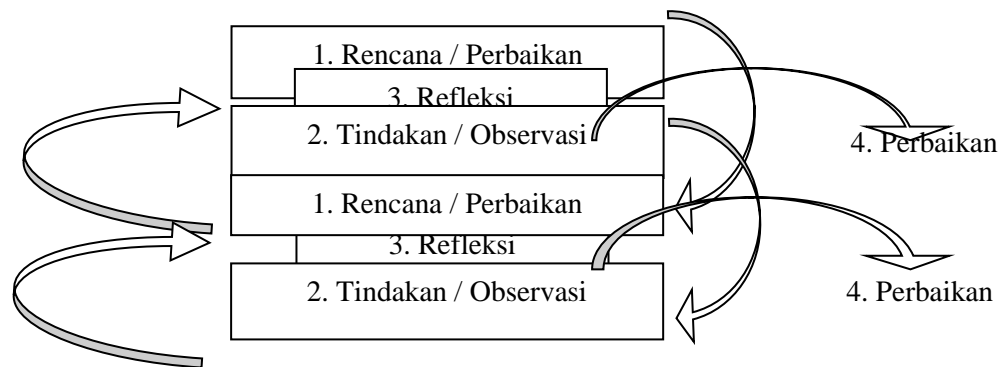 1. Rencana / Perbaikan
3. Refleksi
2. Tindakan / Observasi
4. Perbaikan
1. Rencana / Perbaikan
3. Refleksi
2. Tindakan / Observasi
4. Perbaikan